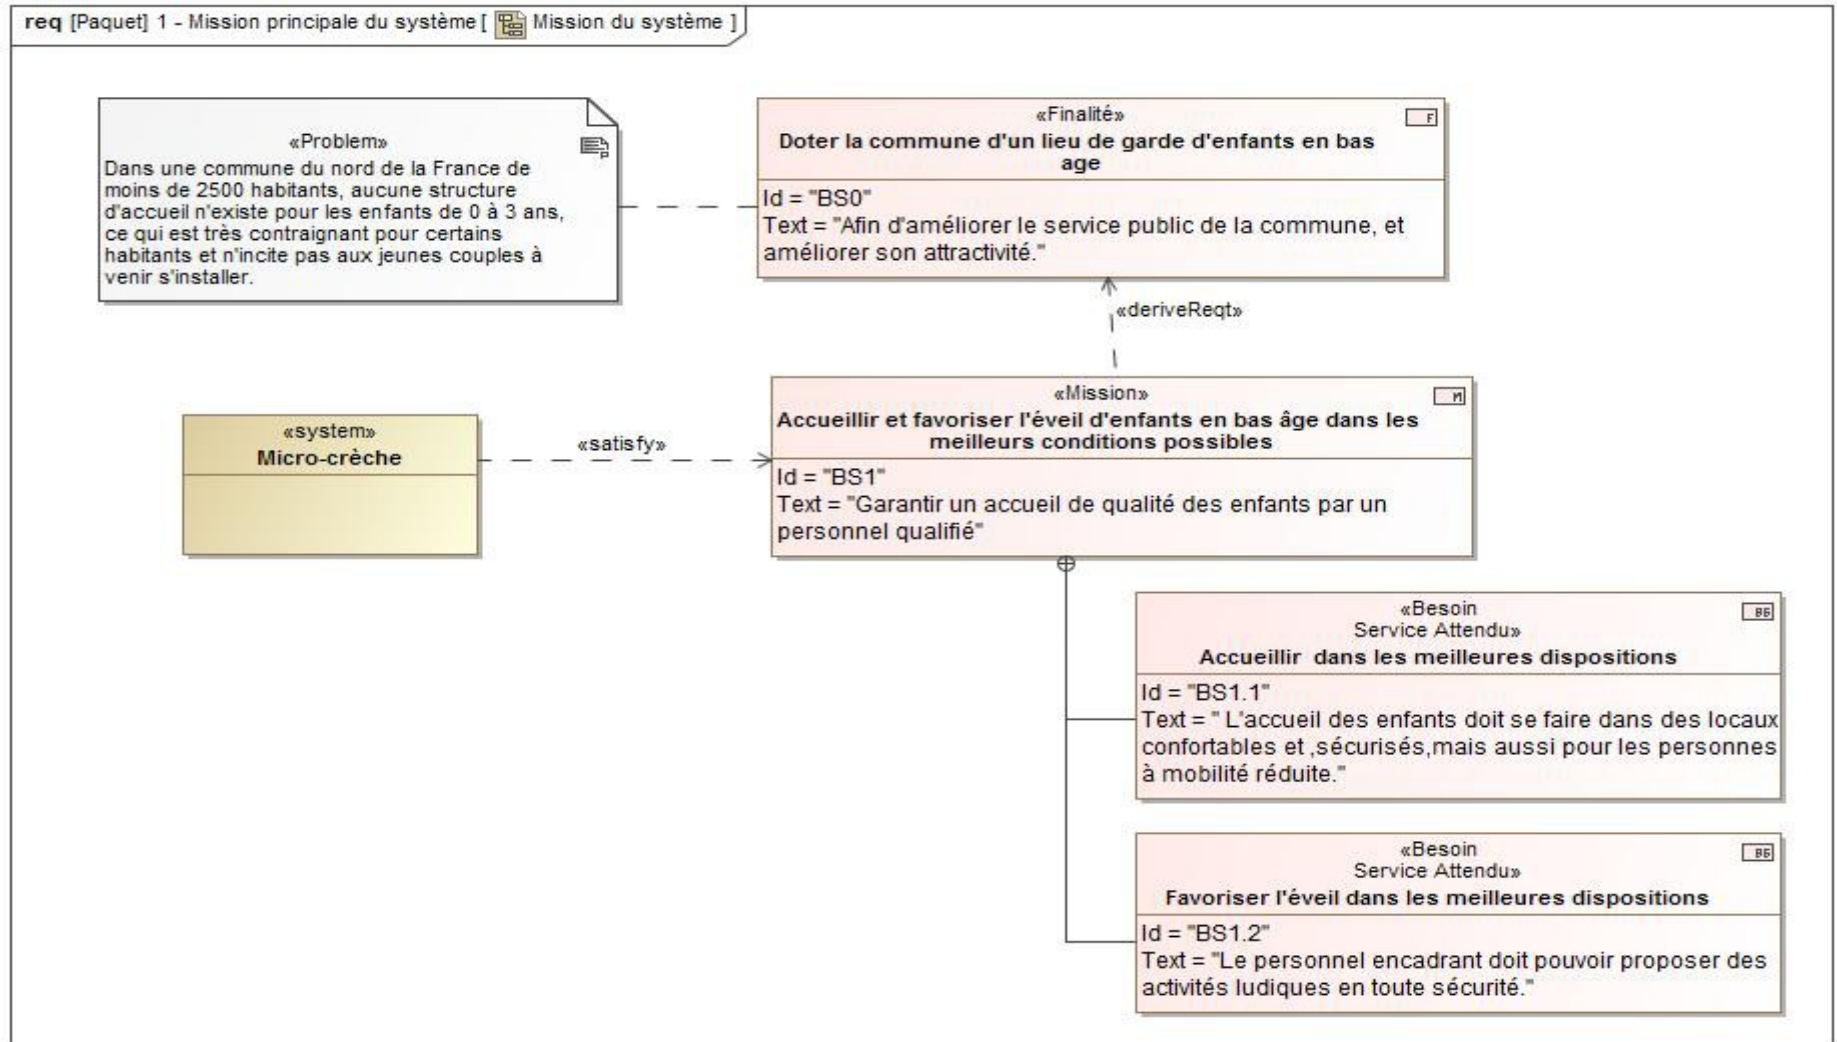 req [Paquet] 1 - Mission principale du système [ Mission du système ]
«Problem»
Dans une commune du nord de la France de
moins de 2500 habitants, aucune structure
d'accueil n'existe pour les enfants de 0 à 3 ans,
ce qui est très contraignant pour certains
habitants et n'incite pas aux jeunes couples à
venir s'installer.
«Finalité»
F
Doter la commune d'un lieu de garde d'enfants en bas
age
Id = "BS0"
Text = "Afin d'améliorer le service public de la commune, et
améliorer son attractivité."
«deriveReqt»
«system»
Micro-crèche
«satisfy»
«Mission»
M
Accueillir et favoriser l'éveil d'enfants en bas âge dans les
meilleurs conditions possibles
Id = "BS1"
Text = "Garantir un accueil de qualité des enfants par un
personnel qualifié"
«Besoin
Service Attendu»
Accueillir  dans les meilleures dispositions
Id = "BS1.1"
Text = " L'accueil des enfants doit se faire dans des locaux
confortables et ,sécurisés,mais aussi pour les personnes
à mobilité réduite."
«Besoin
Service Attendu»
Favoriser l'éveil dans les meilleures dispositions
Id = "BS1.2"
Text = "Le personnel encadrant doit pouvoir proposer des
activités ludiques en toute sécurité."